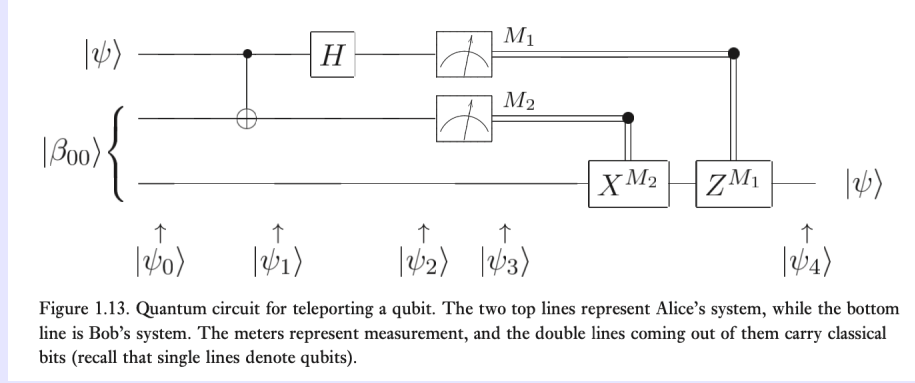 |ψ⟩
H
M₁
M₂
|β₀₀⟩
X^M₂
Z^M₁
|ψ⟩
↑ ↑ ↑ ↑ ↑
|ψ₀⟩ |ψ₁⟩ |ψ₂⟩ |ψ₃⟩ |ψ₄⟩
Figure 1.13. Quantum circuit for teleporting a qubit. The two top lines represent Alice's system, while the bottom
line is Bob's system. The meters represent measurement, and the double lines coming out of them carry classical
bits (recall that single lines denote qubits).